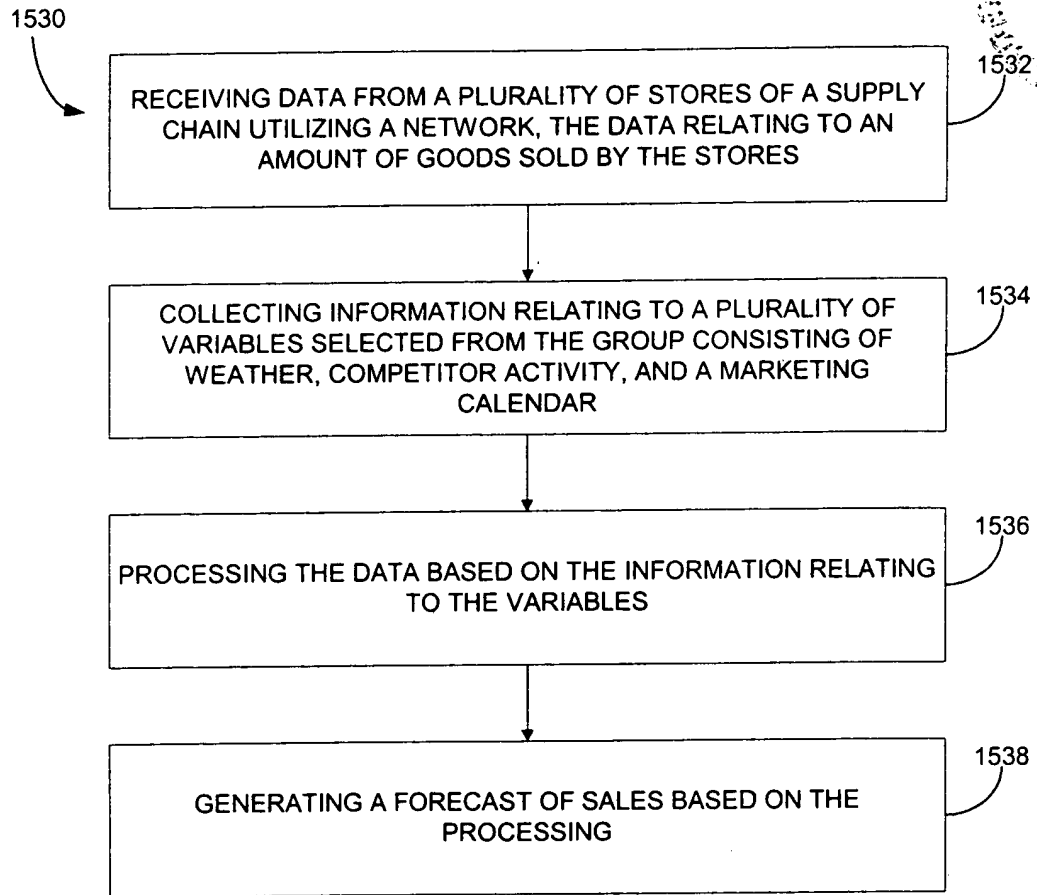 1530
1532
RECEIVING DATA FROM A PLURALITY OF STORES OF A SUPPLY
CHAIN UTILIZING A NETWORK, THE DATA RELATING TO AN
AMOUNT OF GOODS SOLD BY THE STORES
1534
COLLECTING INFORMATION RELATING TO A PLURALITY OF
VARIABLES SELECTED FROM THE GROUP CONSISTING OF
WEATHER, COMPETITOR ACTIVITY, AND A MARKETING
CALENDAR
1536
PROCESSING THE DATA BASED ON THE INFORMATION RELATING
TO THE VARIABLES
1538
GENERATING A FORECAST OF SALES BASED ON THE
PROCESSING